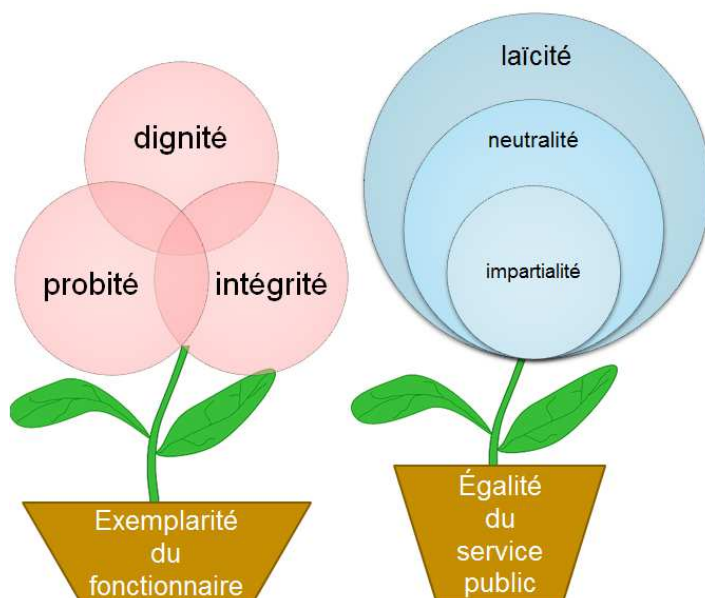 dignité
probité
intégrité
Exemplarité
du
fonctionnaire
laïcité
neutralité
impartialité
Égalité
du
service
public